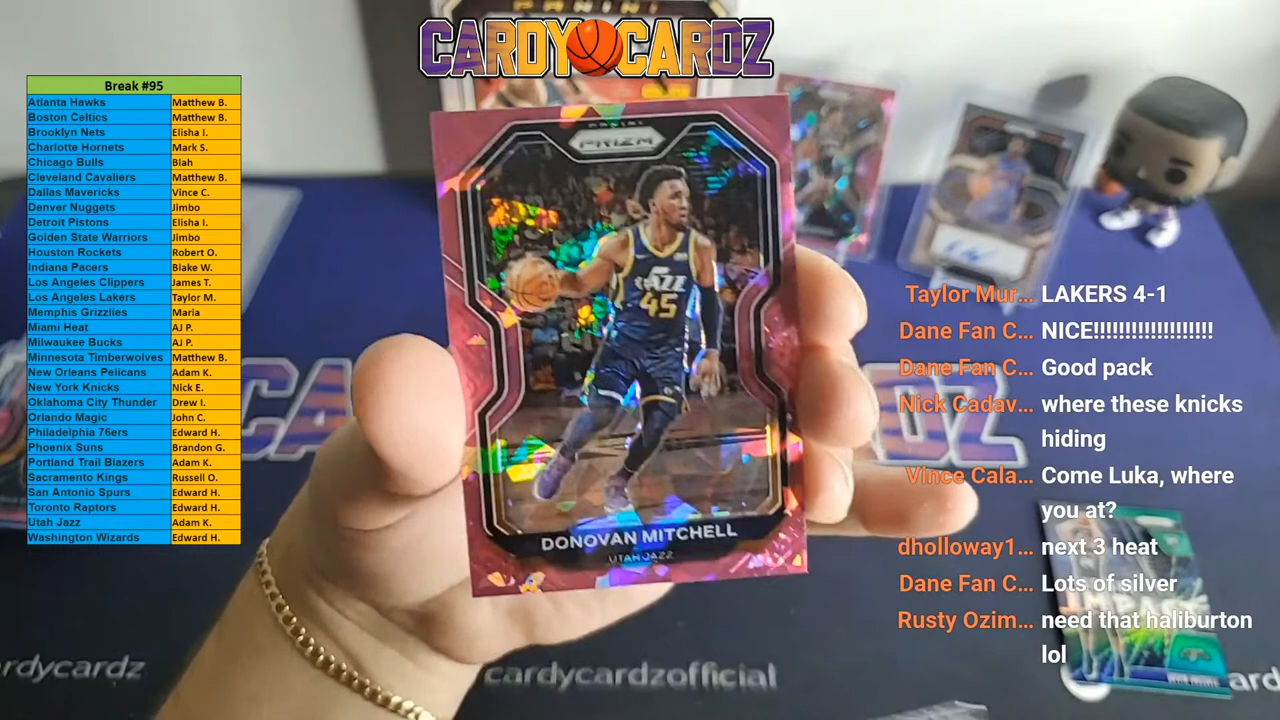 PANINI
CARDY CARDZ
Break #95
Atlanta Hawks Matthew B.
Boston Celtics Matthew B.
Brooklyn Nets Elisha I.
Charlotte Hornets Mark S.
Chicago Bulls Blah
Cleveland Cavaliers Matthew B.
Dallas Mavericks Vince C.
Denver Nuggets Jimbo
Detroit Pistons Elisha I.
Golden State Warriors Jimbo
Houston Rockets Robert O.
Indiana Pacers Blake W.
Los Angeles Clippers James T.
Los Angeles Lakers Taylor M.
Memphis Grizzlies Maria
Miami Heat AJ P.
Milwaukee Bucks AJ P.
Minnesota Timberwolves Matthew B.
New Orleans Pelicans Adam K.
New York Knicks Nick E.
Oklahoma City Thunder Drew I.
Orlando Magic John C.
Philadelphia 76ers Edward H.
Phoenix Suns Brandon G.
Portland Trail Blazers Adam K.
Sacramento Kings Russell O.
San Antonio Spurs Edward H.
Toronto Raptors Edward H.
Utah Jazz Adam K.
Washington Wizards Edward H.
PANINI
PRIZM
JAZZ
45
DONOVAN MITCHELL
UTAH JAZZ
Taylor Mur... LAKERS 4-1
Dane Fan C... NICE!!!!!!!!!!!!!!!!!!!
Dane Fan C... Good pack
Nick Cadav... where these knicks
hiding
Vince Cala... Come Luka, where
you at?
dholloway1... next 3 heat
Dane Fan C... Lots of silver
Rusty Ozim... need that haliburton
lol
CA
DZ
rdycardz
cardycardzofficial
ard